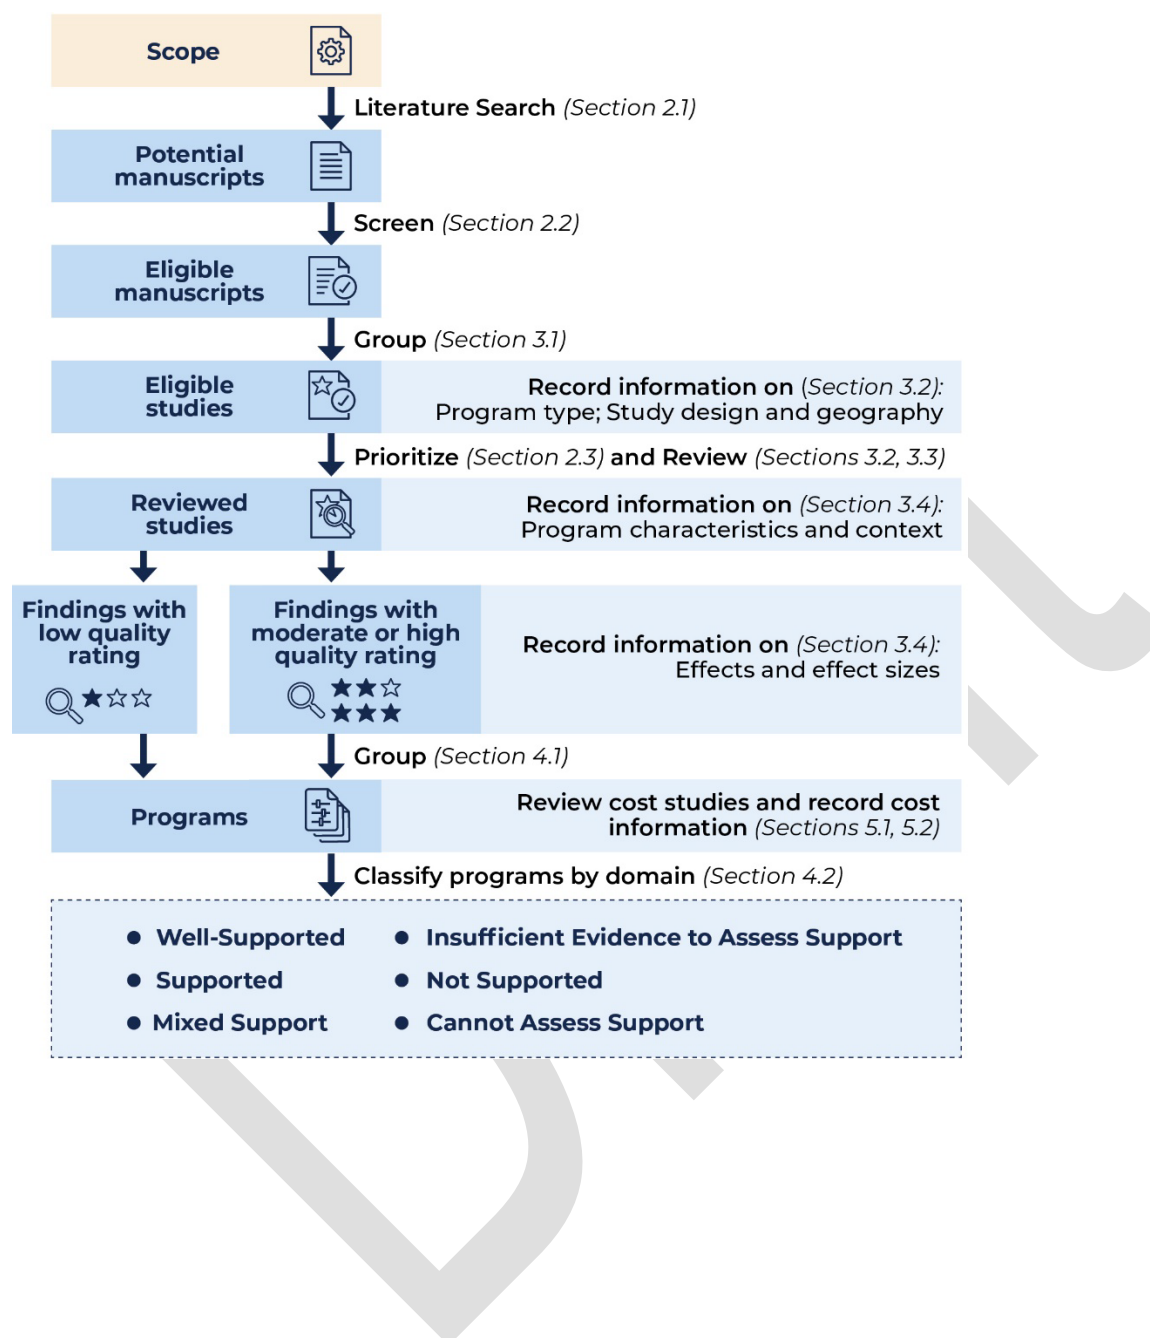 Scope
Literature Search (Section 2.1)
Potential
manuscripts
Screen (Section 2.2)
Eligible
manuscripts
Group (Section 3.1)
Eligible
studies
Record information on (Section 3.2):
Program type; Study design and geography
Prioritize (Section 2.3) and Review (Sections 3.2, 3.3)
Reviewed
studies
Record information on (Section 3.4):
Program characteristics and context
Findings with
low quality
rating
Findings with
moderate or high
quality rating
Record information on (Section 3.4):
Effects and effect sizes
Group (Section 4.1)
Programs
Review cost studies and record cost
information (Sections 5.1, 5.2)
Classify programs by domain (Section 4.2)
● Well-Supported
● Supported
● Mixed Support
● Insufficient Evidence to Assess Support
● Not Supported
● Cannot Assess Support